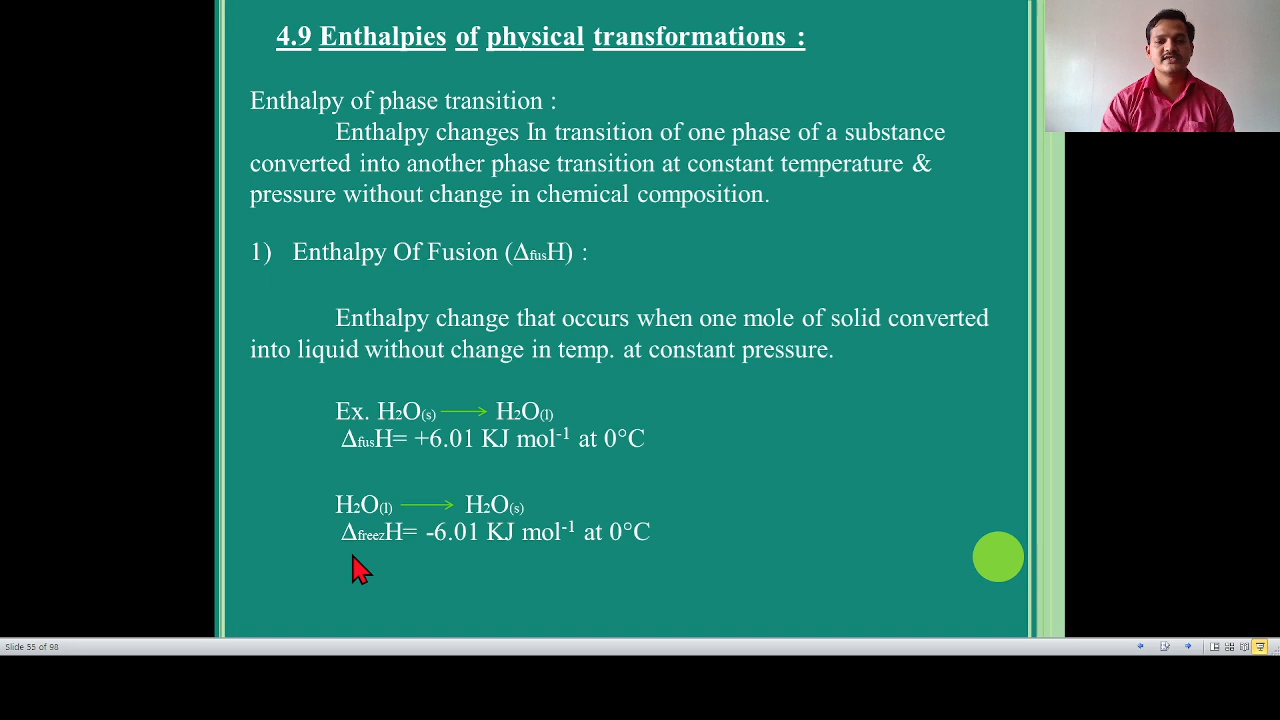 4.9 Enthalpies of physical transformations :
Enthalpy of phase transition :
Enthalpy changes In transition of one phase of a substance
converted into another phase transition at constant temperature &
pressure without change in chemical composition.
1) Enthalpy Of Fusion (ΔfusH) :
Enthalpy change that occurs when one mole of solid converted
into liquid without change in temp. at constant pressure.
Ex. H₂O(s) ⟶ H₂O(l)
ΔfusH= +6.01 KJ mol⁻¹ at 0°C
H₂O(l) ⟶ H₂O(s)
ΔfreezH= -6.01 KJ mol⁻¹ at 0°C
Slide 55 of 98